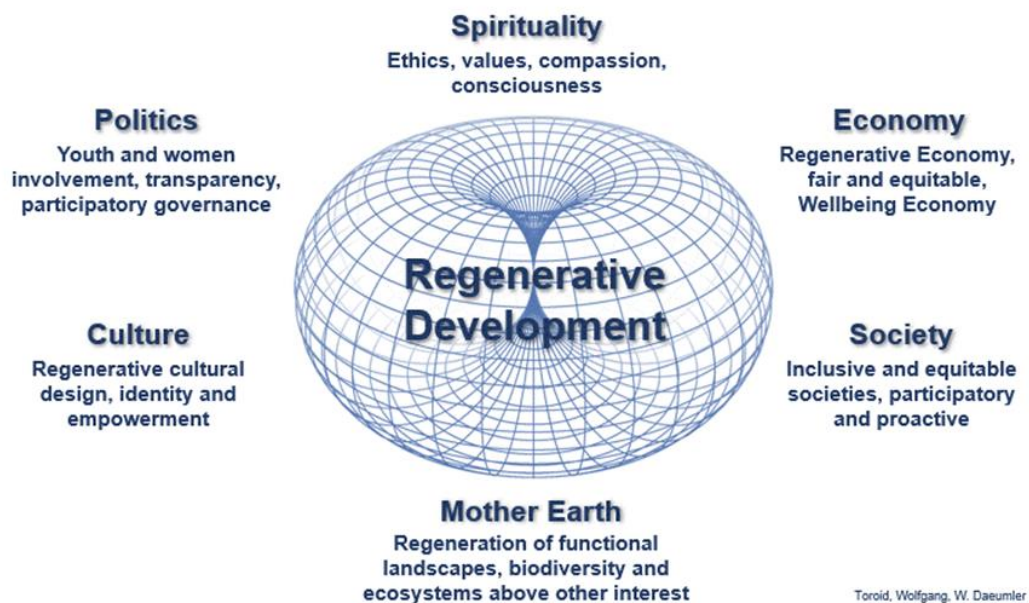 Spirituality
Ethics, values, compassion,
consciousness
Politics
Youth and women
involvement, transparency,
participatory governance
Economy
Regenerative Economy,
fair and equitable,
Wellbeing Economy
Regenerative
Development
Culture
Regenerative cultural
design, identity and
empowerment
Society
Inclusive and equitable
societies, participatory
and proactive
Mother Earth
Regeneration of functional
landscapes, biodiversity and
ecosystems above other interest
Toroid, Wolfgang, W. Daeumler